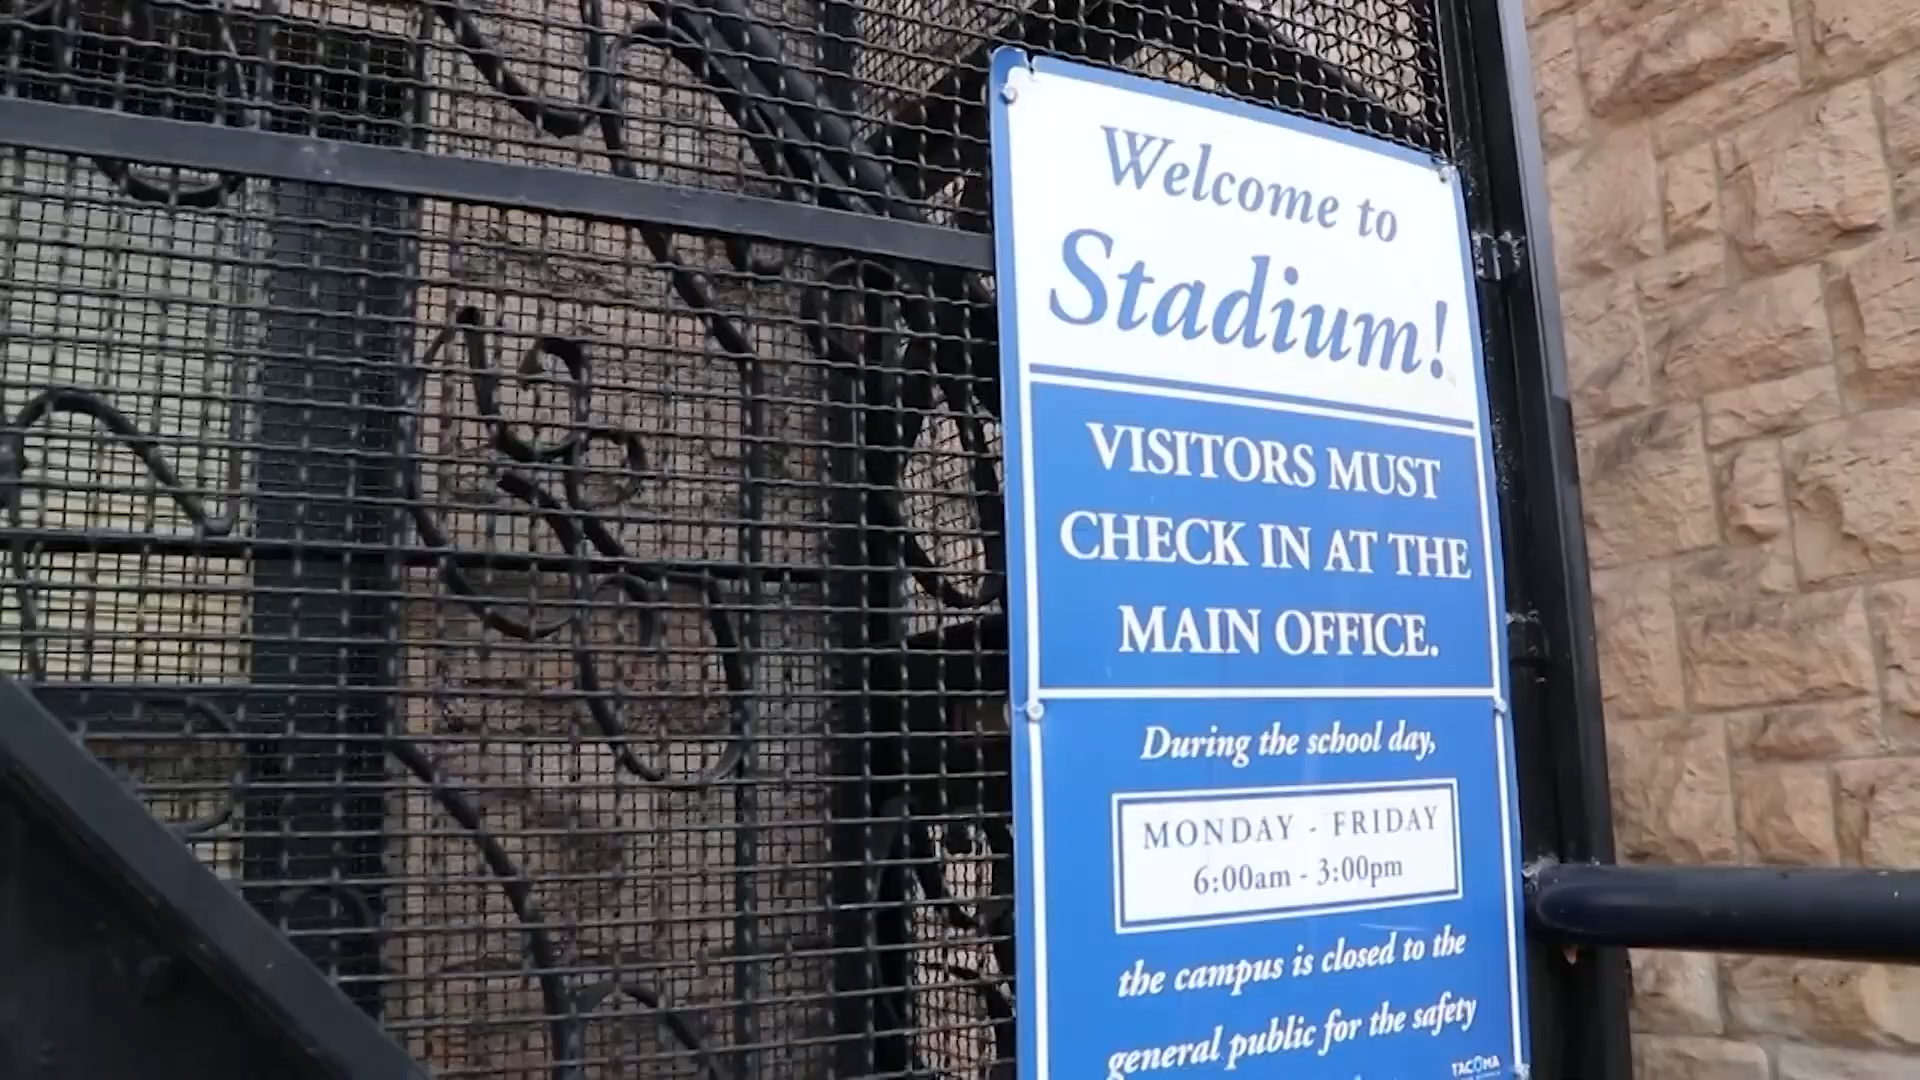 Welcome to
Stadium!
VISITORS MUST
CHECK IN AT THE
MAIN OFFICE.
During the school day,
MONDAY - FRIDAY
6:00am - 3:00pm
the campus is closed to the
general public for the safety
TACOMA